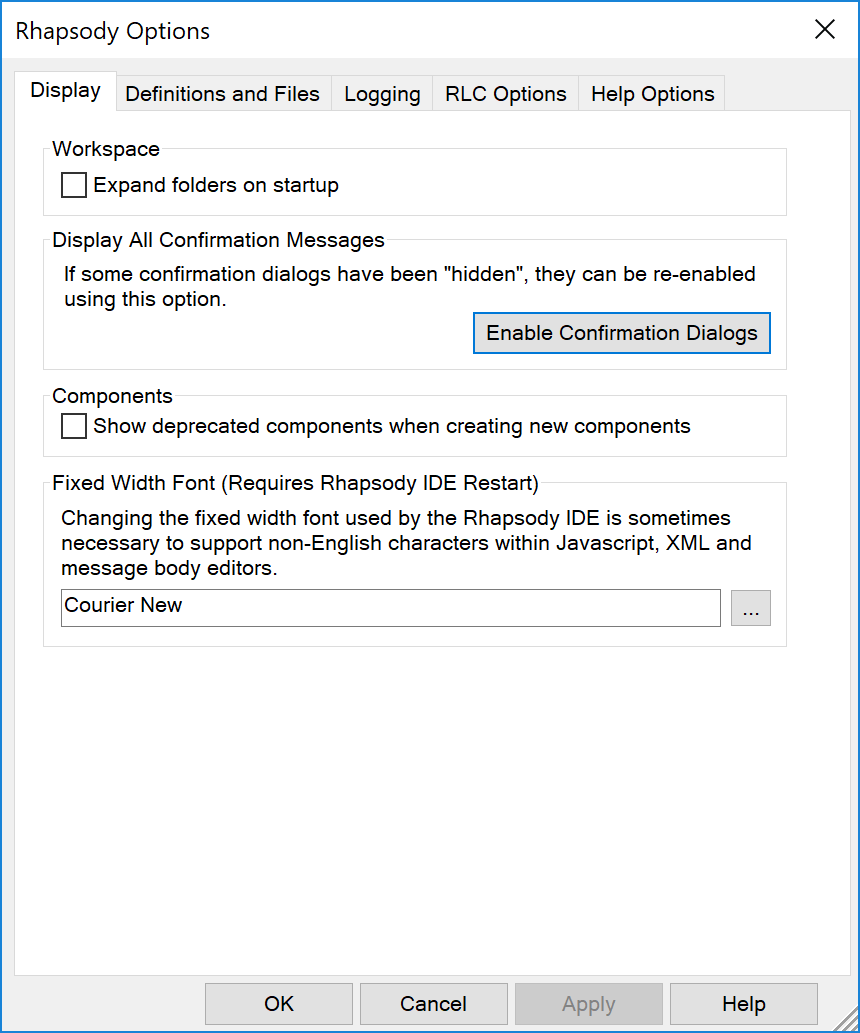 Rhapsody Options
Display
Definitions and Files
Logging
RLC Options
Help Options
Workspace
Expand folders on startup
Display All Confirmation Messages
If some confirmation dialogs have been "hidden", they can be re-enabled
using this option.
Enable Confirmation Dialogs
Components
Show deprecated components when creating new components
Fixed Width Font (Requires Rhapsody IDE Restart)
Changing the fixed width font used by the Rhapsody IDE is sometimes
necessary to support non-English characters within Javascript, XML and
message body editors.
Courier New
...
OK
Cancel
Apply
Help